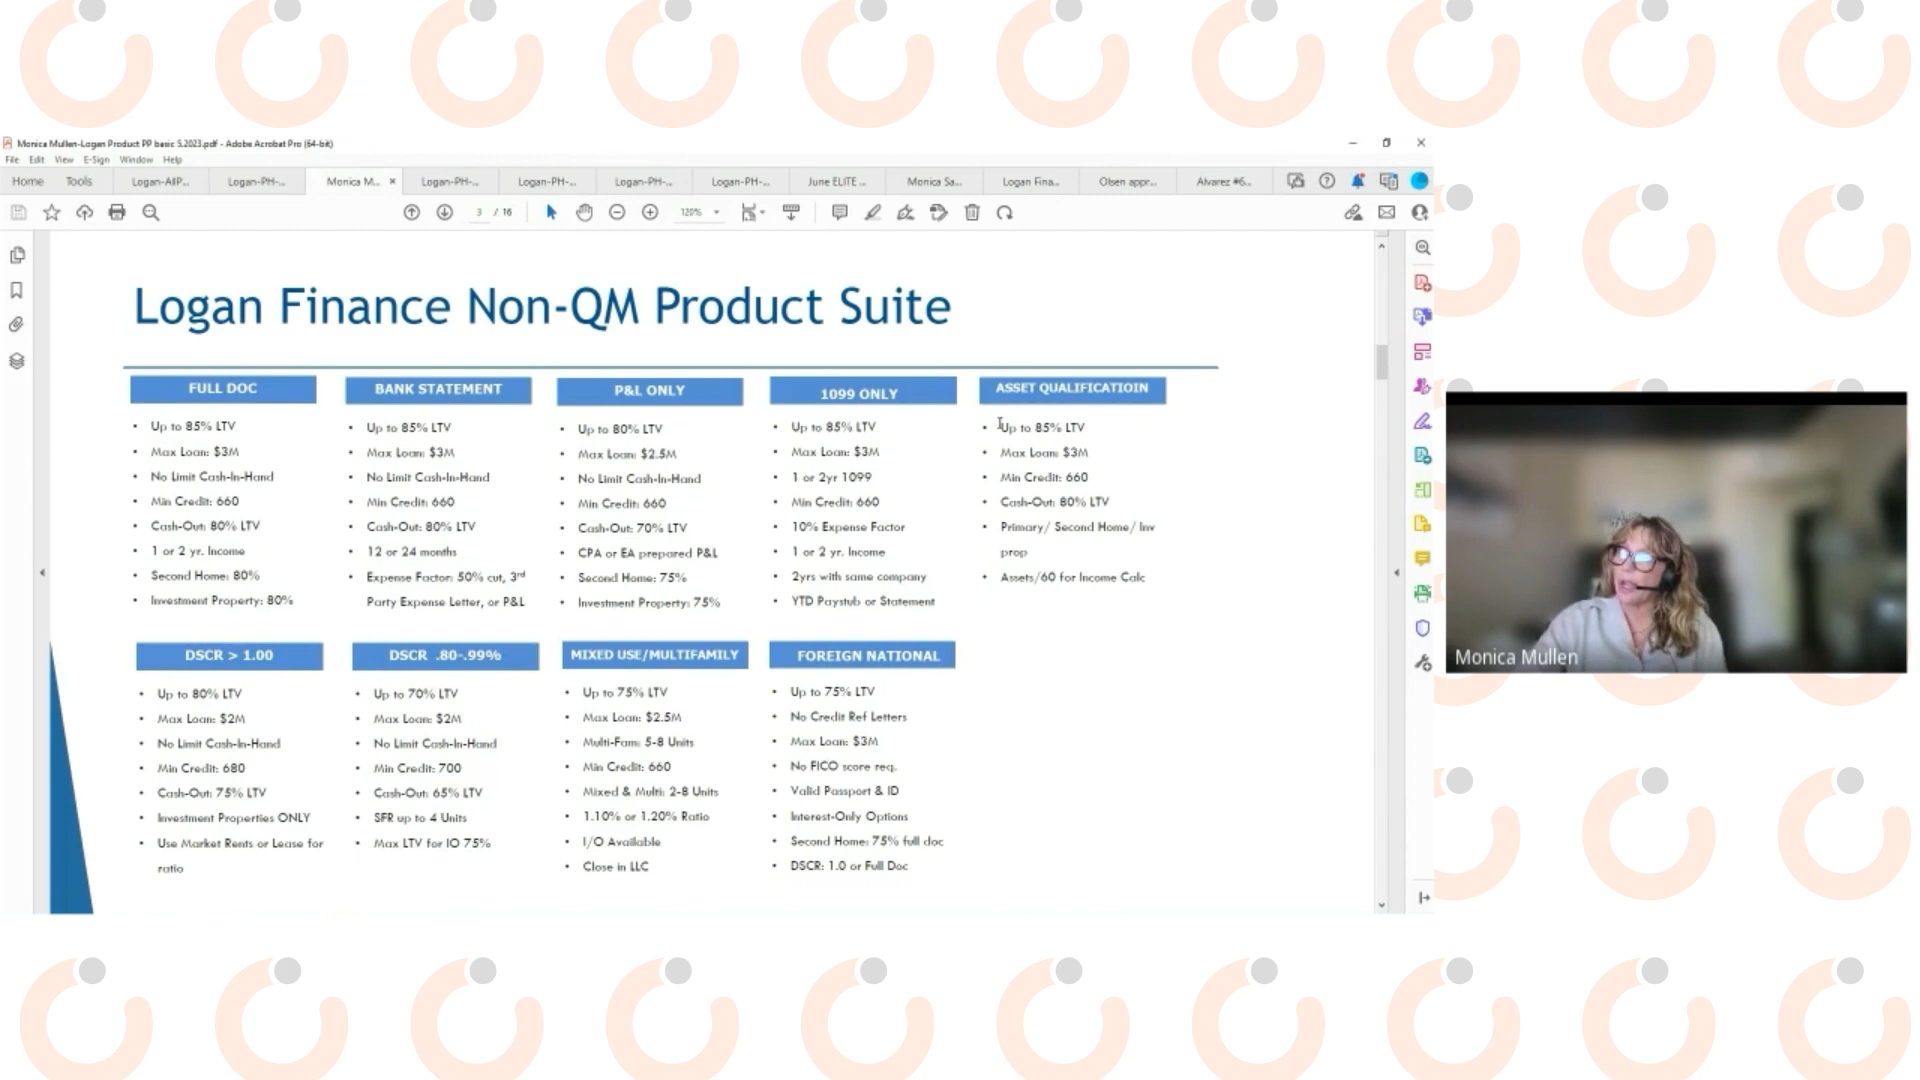 Monica Mullen-Logan Product PP basic 5.2023.pdf - Adobe Acrobat Pro (64-bit)
File Edit View E-Sign Window Help
Home Tools Logan-AllP... Logan-PH-... Monica M... × Logan-PH-... Logan-PH-... Logan-PH-... Logan-PH-... June ELITE ... Monica Sa... Logan Fina... Olsen appr... Alvarez #6...
3 / 16 120%
Logan Finance Non-QM Product Suite
FULL DOC
• Up to 85% LTV
• Max Loan: $3M
• No Limit Cash-In-Hand
• Min Credit: 660
• Cash-Out: 80% LTV
• 1 or 2 yr. Income
• Second Home: 80%
• Investment Property: 80%
BANK STATEMENT
• Up to 85% LTV
• Max Loan: $3M
• No Limit Cash-In-Hand
• Min Credit: 660
• Cash-Out: 80% LTV
• 12 or 24 months
• Expense Factor: 50% cut, 3rd
Party Expense Letter, or P&L
P&L ONLY
• Up to 80% LTV
• Max Loan: $2.5M
• No Limit Cash-In-Hand
• Min Credit: 660
• Cash-Out: 70% LTV
• CPA or EA prepared P&L
• Second Home: 75%
• Investment Property: 75%
1099 ONLY
• Up to 85% LTV
• Max Loan: $3M
• 1 or 2yr 1099
• Min Credit: 660
• 10% Expense Factor
• 1 or 2 yr. Income
• 2yrs with same company
• YTD Paystub or Statement
ASSET QUALIFICATIOIN
• Up to 85% LTV
• Max Loan: $3M
• Min Credit: 660
• Cash-Out: 80% LTV
• Primary/ Second Home/ Inv
prop
• Assets/60 for Income Calc
DSCR > 1.00
• Up to 80% LTV
• Max Loan: $2M
• No Limit Cash-In-Hand
• Min Credit: 680
• Cash-Out: 75% LTV
• Investment Properties ONLY
• Use Market Rents or Lease for
ratio
DSCR .80-.99%
• Up to 70% LTV
• Max Loan: $2M
• No Limit Cash-In-Hand
• Min Credit: 700
• Cash-Out: 65% LTV
• SFR up to 4 Units
• Max LTV for IO 75%
MIXED USE/MULTIFAMILY
• Up to 75% LTV
• Max Loan: $2.5M
• Multi-Fam: 5-8 Units
• Min Credit: 660
• Mixed & Multi: 2-8 Units
• 1.10% or 1.20% Ratio
• I/O Available
• Close in LLC
FOREIGN NATIONAL
• Up to 75% LTV
• No Credit Ref Letters
• Max Loan: $3M
• No FICO score req.
• Valid Passport & ID
• Interest-Only Options
• Second Home: 75% full doc
• DSCR: 1.0 or Full Doc
Monica Mullen